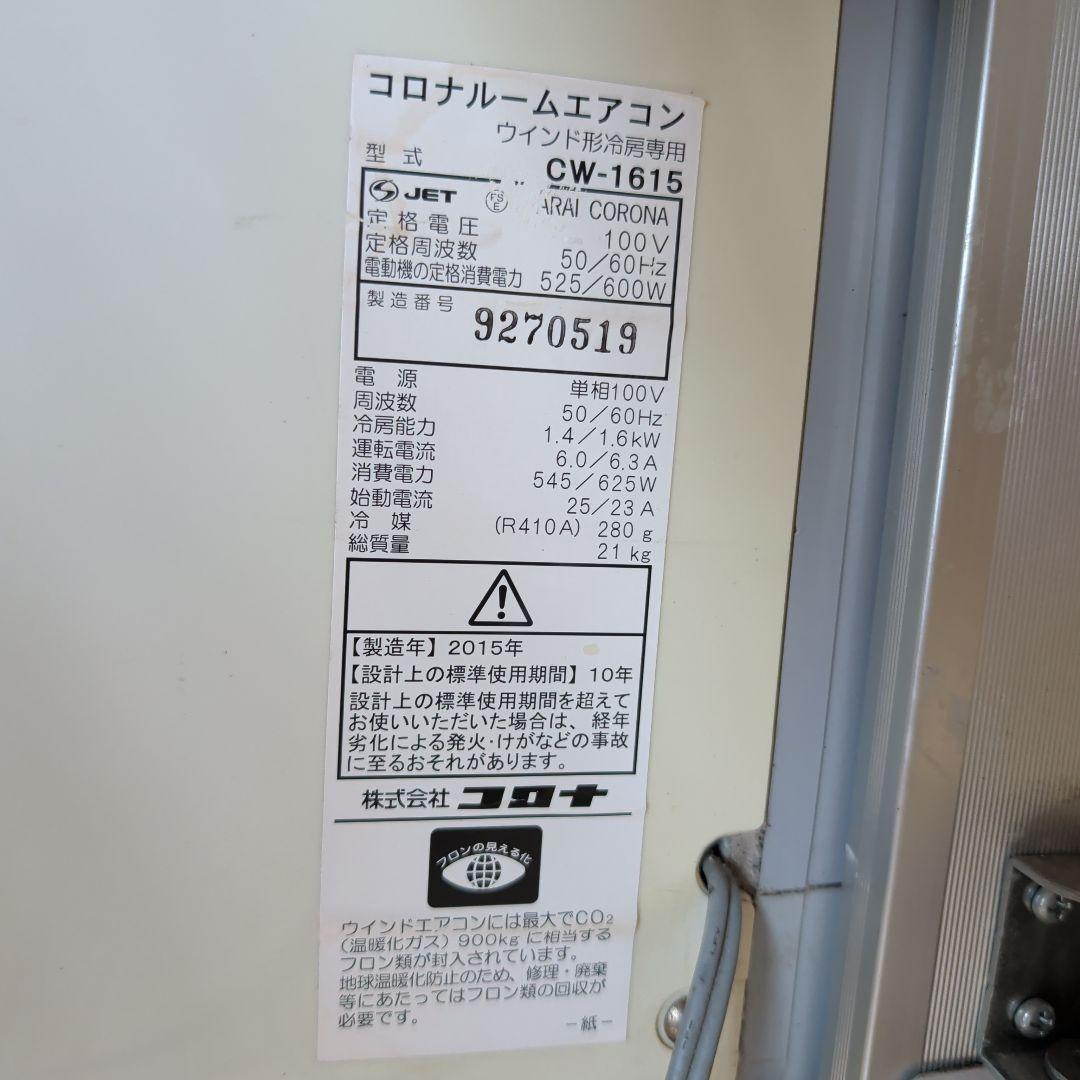 コロナルームエアコン
ウインド形冷房専用
型式 CW-1615
JET FS E ARAI CORONA
定格電圧 100V
定格周波数 50/60Hz
電動機の定格消費電力 525/600W
製造番号 9270519
電源 単相100V
周波数 50/60Hz
冷房能力 1.4/1.6kW
運転電流 6.0/6.3A
消費電力 545/625W
始動電流 25/23A
冷媒 (R410A) 280g
総質量 21kg
【製造年】2015年
【設計上の標準使用期間】10年
設計上の標準使用期間を超えて
お使いいただいた場合は、経年
劣化による発火・けがなどの事故
に至るおそれがあります。
株式会社 コロナ
フロンの見える化
ウインドエアコンには最大でCO₂
(温暖化ガス) 900kgに相当する
フロン類が封入されています。
地球温暖化防止のため、修理・廃棄
等にあたってはフロン類の回収が
必要です。
-紙-